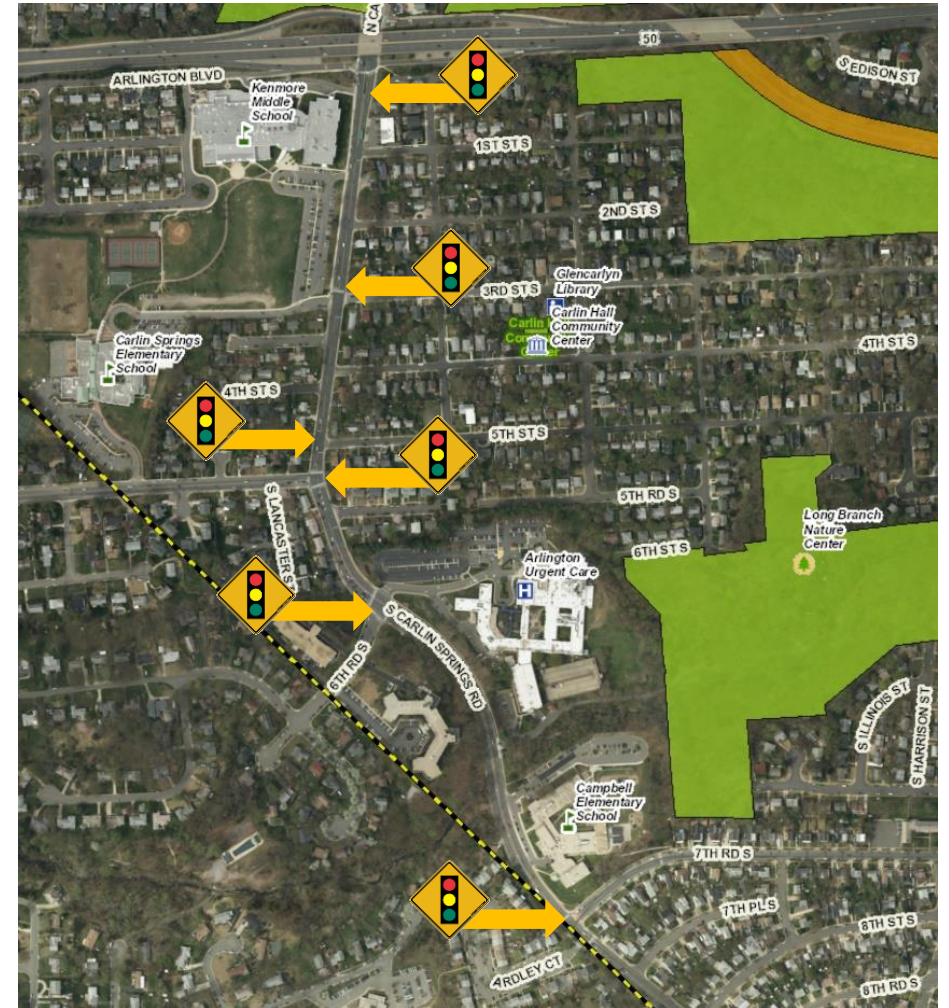 N CA
50
S EDISON ST
ARLINGTON BLVD
Kenmore
Middle
School
1ST ST S
2ND ST S
Glencarlyn
Library
3RD ST S
Carlin Hall
Community
Center
4TH ST S
Carlin Springs
Elementary
School
4TH ST S
5TH ST S
5TH RD S
S LANCASTER S
Long Branch
Nature
Center
6TH ST S
Arlington
Urgent Care
H
S CARLIN SPRINGS RD
6TH RD S
S ILLINOIS ST
S HARRISON ST
Campbell
Elementary
School
7TH RD S
7TH PL S
8TH ST S
ARDLEY CT
8TH RD S